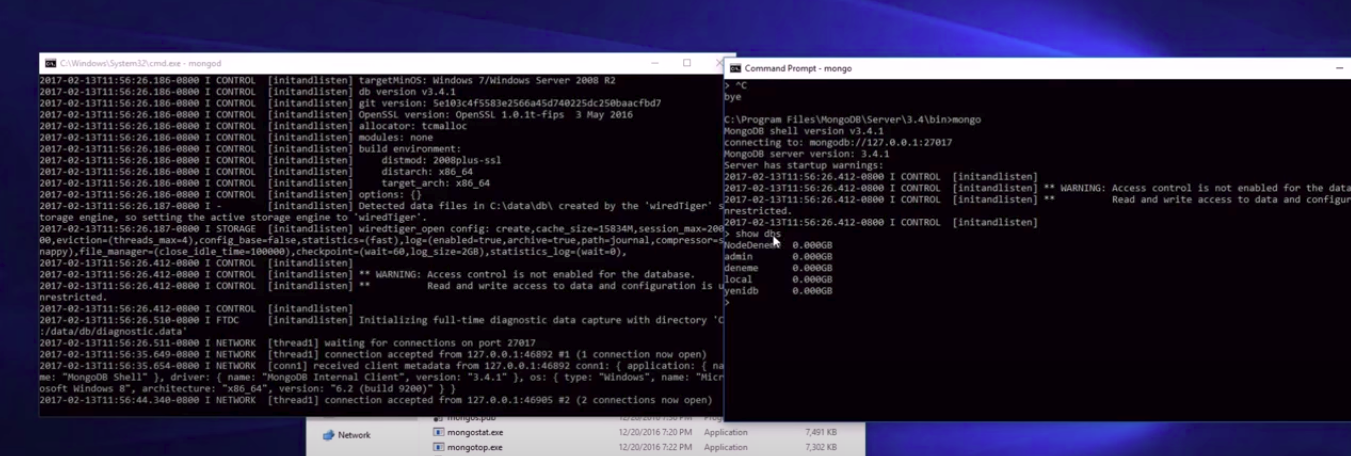 C:\Windows\System32\cmd.exe - mongod
2017-02-13T11:56:26.186-0800 I CONTROL  [initandlisten] targetMinOS: Windows 7/Windows Server 2008 R2
2017-02-13T11:56:26.186-0800 I CONTROL  [initandlisten] db version v3.4.1
2017-02-13T11:56:26.186-0800 I CONTROL  [initandlisten] git version: 5e103c4f5583e2566a45d740225dc250baacfbd7
2017-02-13T11:56:26.186-0800 I CONTROL  [initandlisten] OpenSSL version: OpenSSL 1.0.1t-fips  3 May 2016
2017-02-13T11:56:26.186-0800 I CONTROL  [initandlisten] allocator: tcmalloc
2017-02-13T11:56:26.186-0800 I CONTROL  [initandlisten] modules: none
2017-02-13T11:56:26.186-0800 I CONTROL  [initandlisten] build environment:
2017-02-13T11:56:26.186-0800 I CONTROL  [initandlisten]     distmod: 2008plus-ssl
2017-02-13T11:56:26.186-0800 I CONTROL  [initandlisten]     distarch: x86_64
2017-02-13T11:56:26.186-0800 I CONTROL  [initandlisten]     target_arch: x86_64
2017-02-13T11:56:26.186-0800 I CONTROL  [initandlisten] options: {}
2017-02-13T11:56:26.187-0800 I -        [initandlisten] Detected data files in C:\data\db\ created by the 'wiredTiger' s
torage engine, so setting the active storage engine to 'wiredTiger'.
2017-02-13T11:56:26.187-0800 I STORAGE  [initandlisten] wiredtiger_open config: create,cache_size=15834M,session_max=200
00,eviction=(threads_max=4),config_base=false,statistics=(fast),log=(enabled=true,archive=true,path=journal,compressor=s
nappy),file_manager=(close_idle_time=100000),checkpoint=(wait=60,log_size=2GB),statistics_log=(wait=0),
2017-02-13T11:56:26.412-0800 I CONTROL  [initandlisten]
2017-02-13T11:56:26.412-0800 I CONTROL  [initandlisten] ** WARNING: Access control is not enabled for the database.
2017-02-13T11:56:26.412-0800 I CONTROL  [initandlisten] **          Read and write access to data and configuration is u
nrestricted.
2017-02-13T11:56:26.412-0800 I CONTROL  [initandlisten]
2017-02-13T11:56:26.510-0800 I FTDC     [initandlisten] Initializing full-time diagnostic data capture with directory 'C
:/data/db/diagnostic.data'
2017-02-13T11:56:26.511-0800 I NETWORK  [thread1] waiting for connections on port 27017
2017-02-13T11:56:35.649-0800 I NETWORK  [thread1] connection accepted from 127.0.0.1:46892 #1 (1 connection now open)
2017-02-13T11:56:35.654-0800 I NETWORK  [conn1] received client metadata from 127.0.0.1:46892 conn1: { application: { na
me: "MongoDB Shell" }, driver: { name: "MongoDB Internal Client", version: "3.4.1" }, os: { type: "Windows", name: "Micr
osoft Windows 8", architecture: "x86_64", version: "6.2 (build 9200)" } }
2017-02-13T11:56:44.340-0800 I NETWORK  [thread1] connection accepted from 127.0.0.1:46905 #2 (2 connections now open)
Command Prompt - mongo
> ^C
bye
C:\Program Files\MongoDB\Server\3.4\bin>mongo
MongoDB shell version v3.4.1
connecting to: mongodb://127.0.0.1:27017
MongoDB server version: 3.4.1
Server has startup warnings:
2017-02-13T11:56:26.412-0800 I CONTROL  [initandlisten]
2017-02-13T11:56:26.412-0800 I CONTROL  [initandlisten] ** WARNING: Access control is not enabled for the data
2017-02-13T11:56:26.412-0800 I CONTROL  [initandlisten] **          Read and write access to data and configur
nrestricted.
2017-02-13T11:56:26.412-0800 I CONTROL  [initandlisten]
> show dbs
NodeDeneme  0.000GB
admin       0.000GB
deneme      0.000GB
local       0.000GB
yenidb      0.000GB
>
Network
mongostat.exe 12/20/2016 7:20 PM Application 7,491 KB
mongotop.exe 12/20/2016 7:22 PM Application 7,302 KB